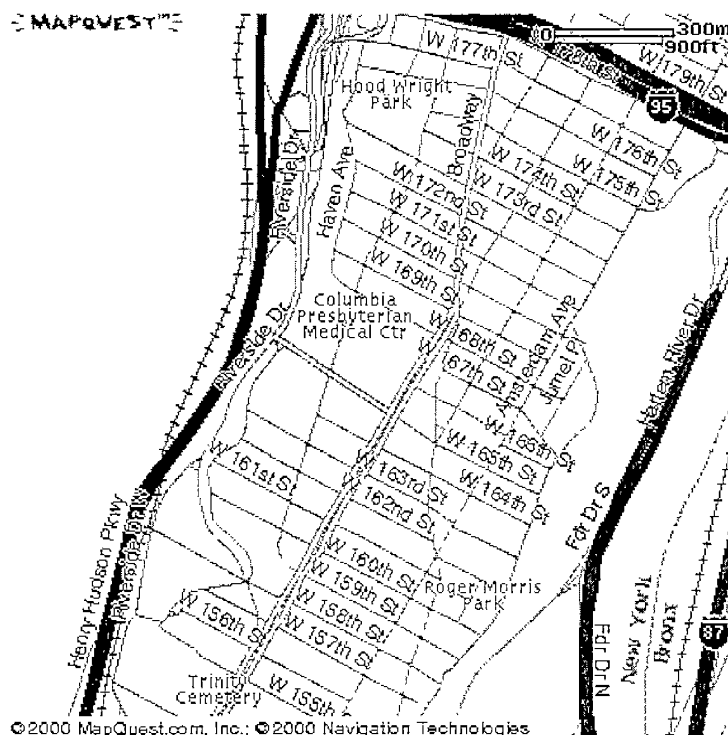 MAPQUEST™
0 300m
900ft
W 177th St
W 178th St
W 179th St
95
Hood Wright
Park
Broadway
W 176th St
W 175th St
W 174th St
W 173rd St
W 172nd St
W 171st St
W 170th St
W 169th St
Riverside Dr
Haven Ave
Columbia
Presbyterian
Medical Ctr
Riverside Dr
W 168th St
W 167th St
Amsterdam Ave
Jumel Pl
Harlem River Dr
W 165th St
W 165th St
W 164th St
W 163rd St
W 162nd St
W 161st St
W 160th St
W 159th St
W 158th St
W 157th St
W 156th St
W 155th St
Henry Hudson Pkwy
Riverside Dr W
Fdr Dr S
Fdr Dr N
Roger Morris
Park
New York
Bronx
87
Trinity
Cemetery
©2000 MapQuest.com, Inc.; ©2000 Navigation Technologies